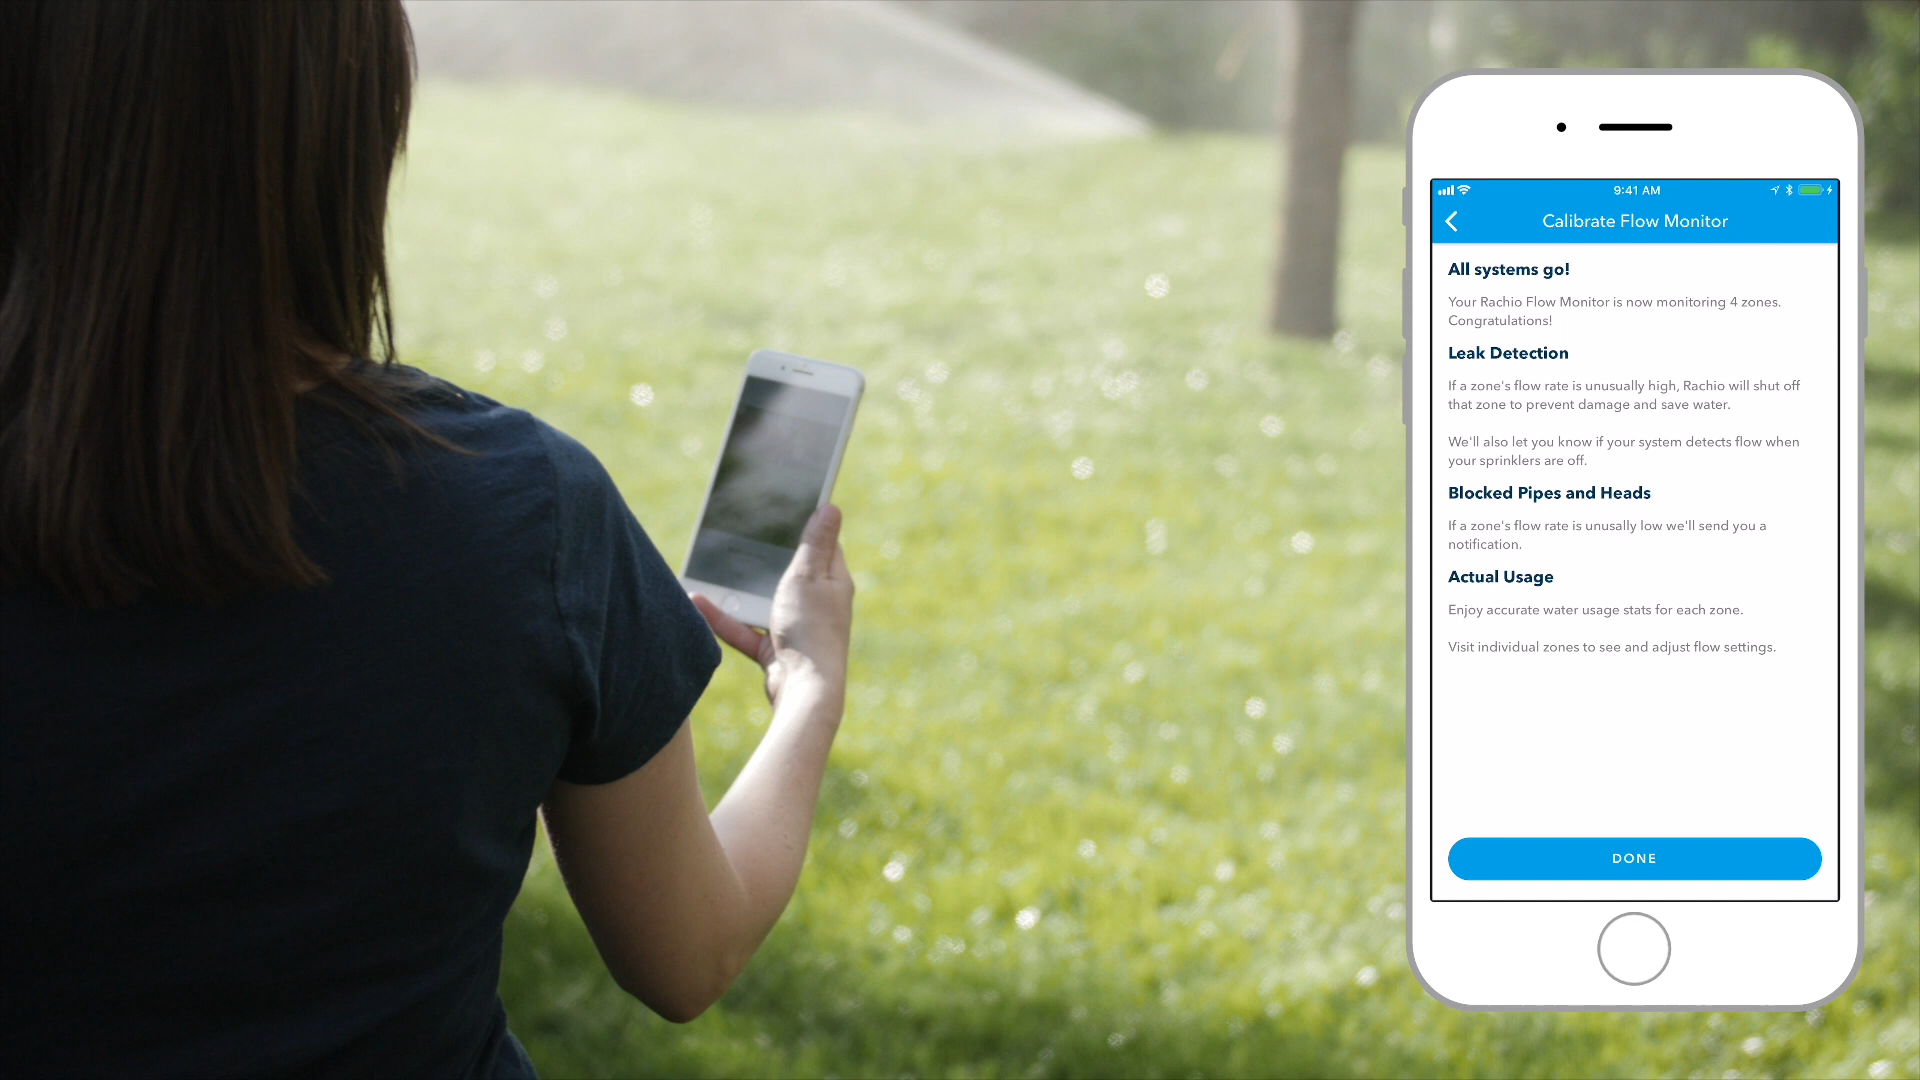 9:41 AM
Calibrate Flow Monitor
All systems go!
Your Rachio Flow Monitor is now monitoring 4 zones.
Congratulations!
Leak Detection
If a zone's flow rate is unusually high, Rachio will shut off
that zone to prevent damage and save water.
We'll also let you know if your system detects flow when
your sprinklers are off.
Blocked Pipes and Heads
If a zone's flow rate is unusally low we'll send you a
notification.
Actual Usage
Enjoy accurate water usage stats for each zone.
Visit individual zones to see and adjust flow settings.
DONE